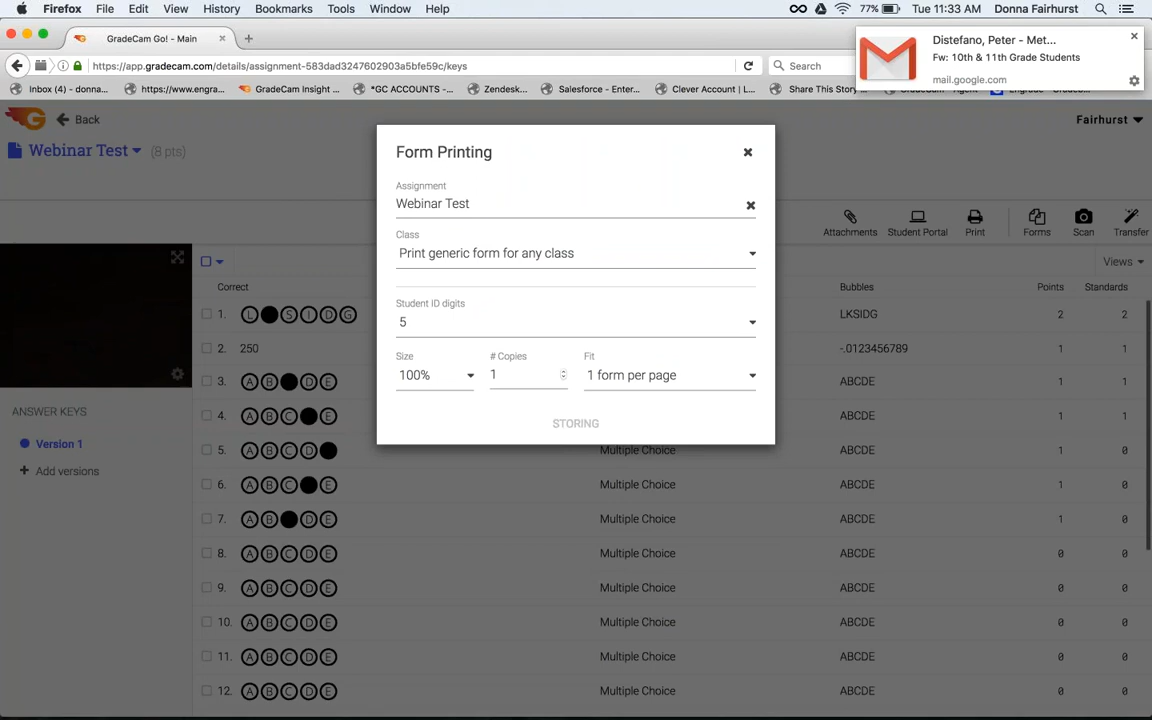 Firefox File Edit View History Bookmarks Tools Window Help 77% Tue 11:33 AM Donna Fairhurst
GradeCam Go! - Main
https://app.gradecam.com/details/assignment-583dad3247602903a5bfe59c/keys Search
Inbox (4) - donna... https://www.engra... GradeCam Insight ... *GC ACCOUNTS -... Zendesk... Salesforce - Enter... Clever Account | L... Share This Story
Distefano, Peter - Met...
Fw: 10th & 11th Grade Students
mail.google.com
Back Fairhurst
Webinar Test (8 pts)
Attachments Student Portal Print Forms Scan Transfer
Views
Correct Bubbles Points Standards
1. L S I D G LKSIDG 2 2
2. 250 -.0123456789 1 1
3. A B D E ABCDE 1 1
4. A B C E ABCDE 1 1
5. A B C D Multiple Choice ABCDE 1 0
6. A B C E Multiple Choice ABCDE 1 0
7. A B D E Multiple Choice ABCDE 1 0
8. A B C D E Multiple Choice ABCDE 0 0
9. A B C D E Multiple Choice ABCDE 0 0
10. A B C D E Multiple Choice ABCDE 0 0
11. A B C D E Multiple Choice ABCDE 0 0
12. A B C D E Multiple Choice ABCDE 0 0
ANSWER KEYS
Version 1
Add versions
Form Printing
Assignment
Webinar Test
Class
Print generic form for any class
Student ID digits
5
Size # Copies Fit
100% 1 1 form per page
STORING